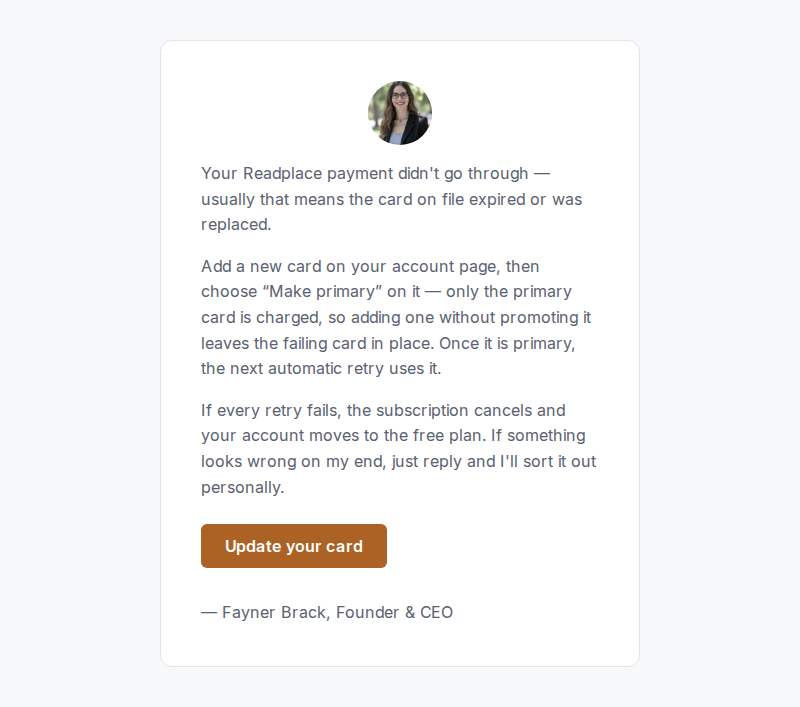 Your Readplace payment didn't go through —
usually that means the card on file expired or was
replaced.
Add a new card on your account page, then
choose “Make primary” on it — only the primary
card is charged, so adding one without promoting it
leaves the failing card in place. Once it is primary,
the next automatic retry uses it.
If every retry fails, the subscription cancels and
your account moves to the free plan. If something
looks wrong on my end, just reply and I'll sort it out
personally.
Update your card
— Fayner Brack, Founder & CEO